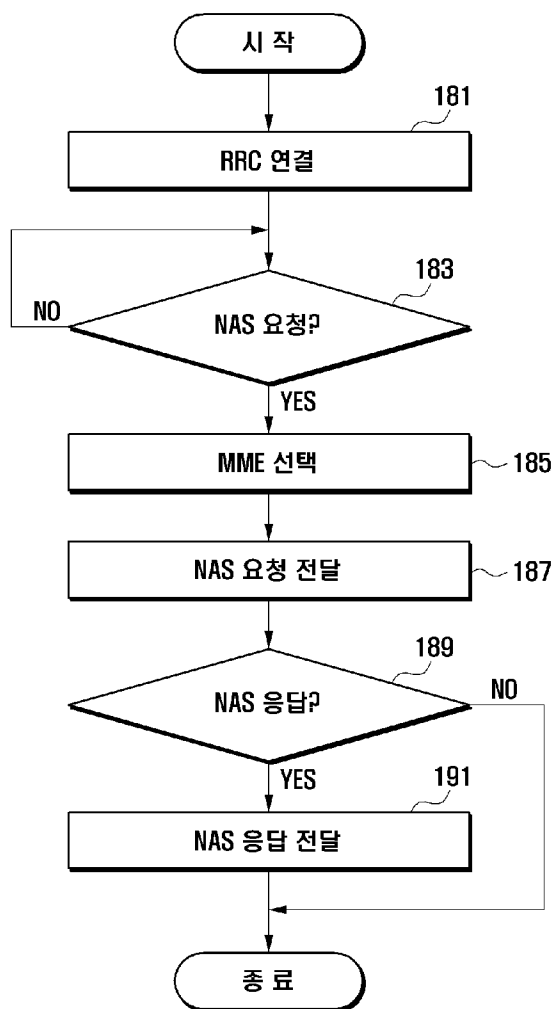 시 작
181
RRC 연결
183
NAS 요청?
NO
YES
MME 선택
185
NAS 요청 전달
187
189
NAS 응답?
NO
YES
191
NAS 응답 전달
종 료